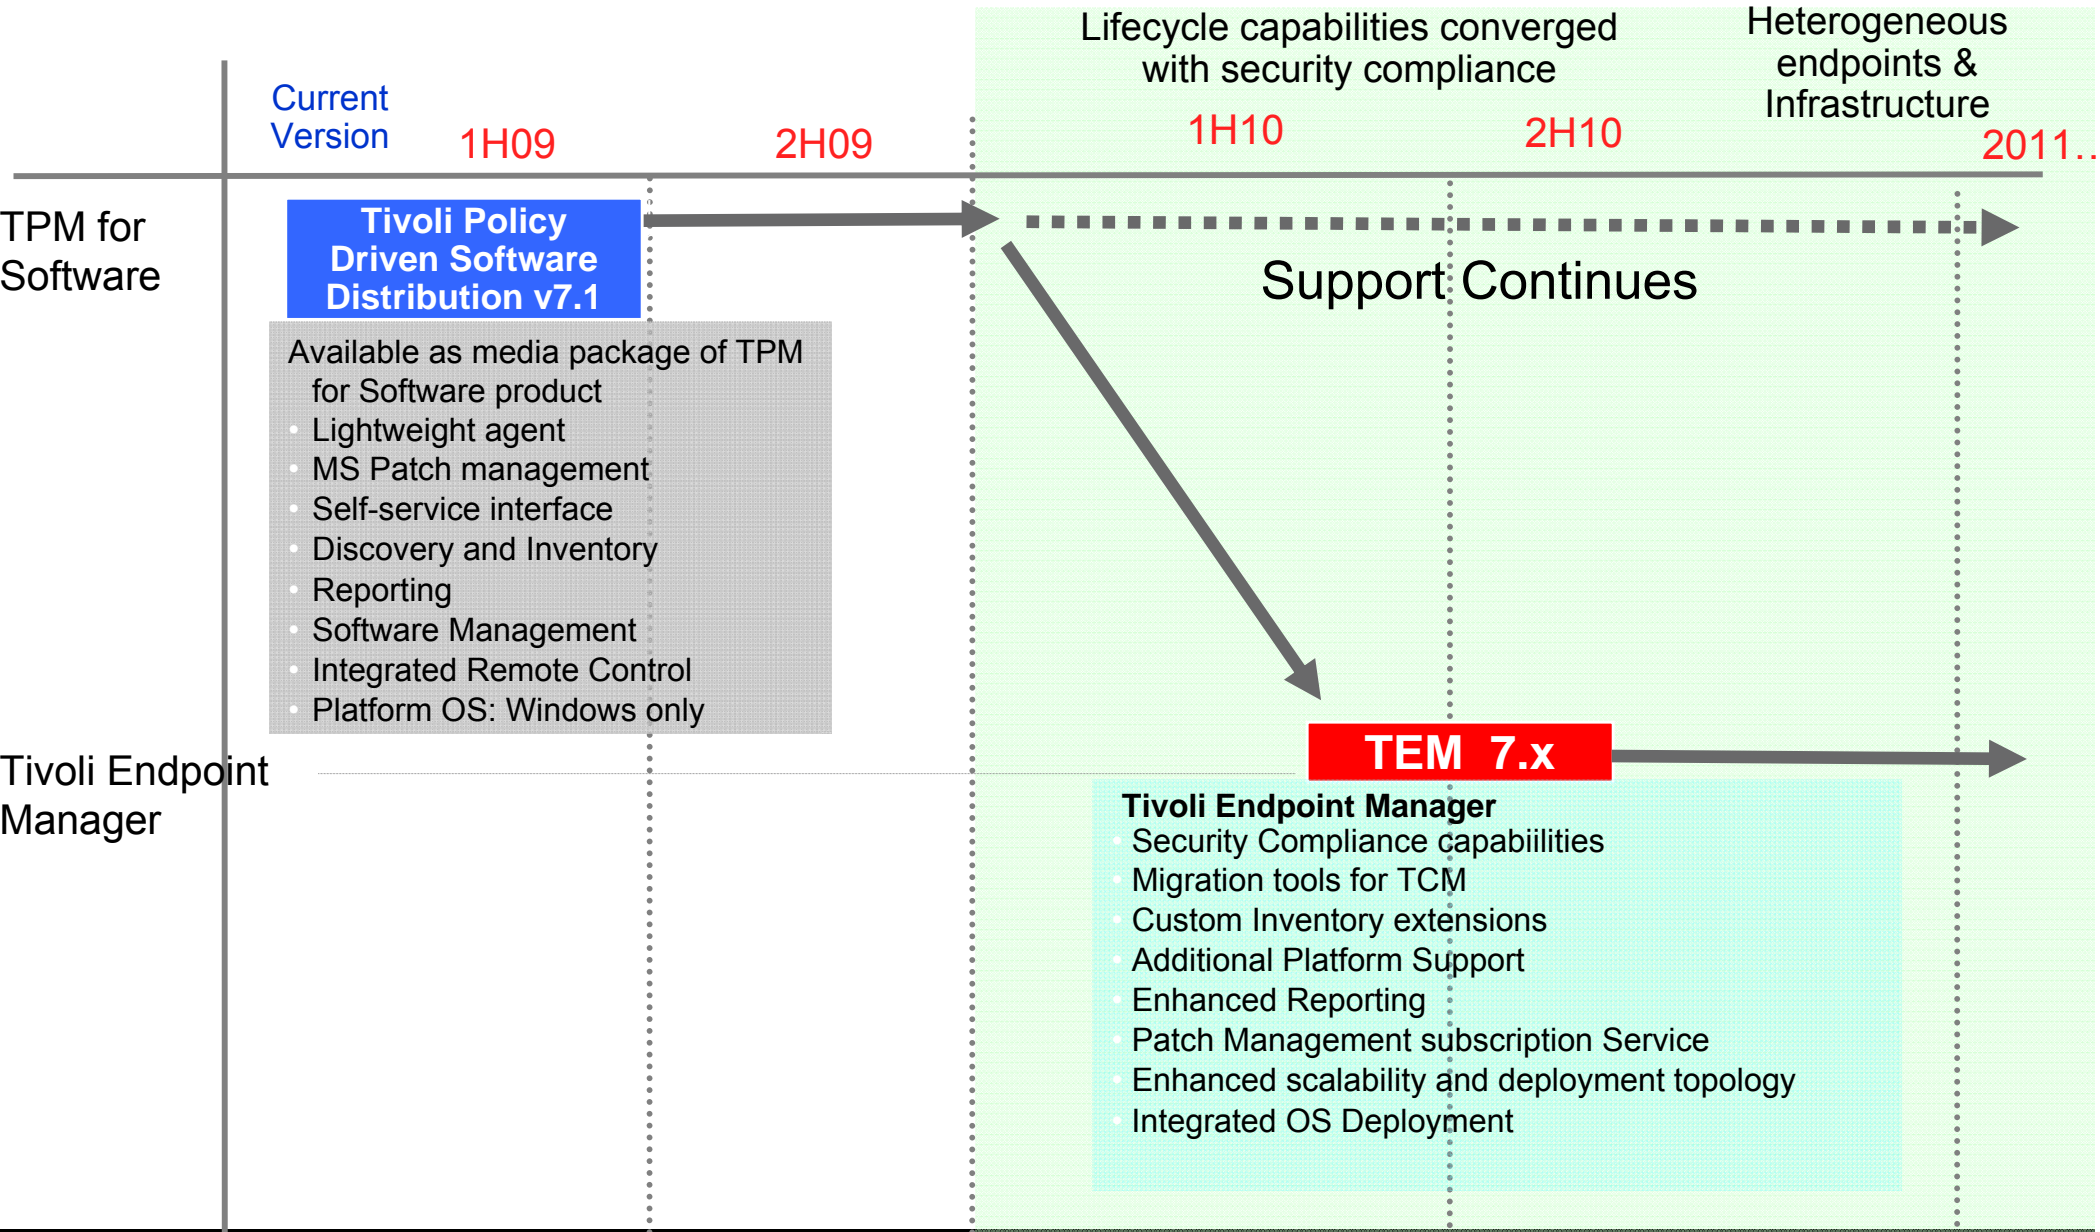 Lifecycle capabilities converged
with security compliance
Heterogeneous
endpoints &
Infrastructure
Current
Version
1H09
2H09
1H10
2H10
2011..
TPM for
Software
Tivoli Policy
Driven Software
Distribution v7.1
Support Continues
Available as media package of TPM
for Software product
• Lightweight agent
• MS Patch management
• Self-service interface
• Discovery and Inventory
• Reporting
• Software Management
• Integrated Remote Control
• Platform OS: Windows only
Tivoli Endpoint
Manager
TEM 7.x
Tivoli Endpoint Manager
• Security Compliance capabiilities
• Migration tools for TCM
• Custom Inventory extensions
• Additional Platform Support
• Enhanced Reporting
• Patch Management subscription Service
• Enhanced scalability and deployment topology
• Integrated OS Deployment